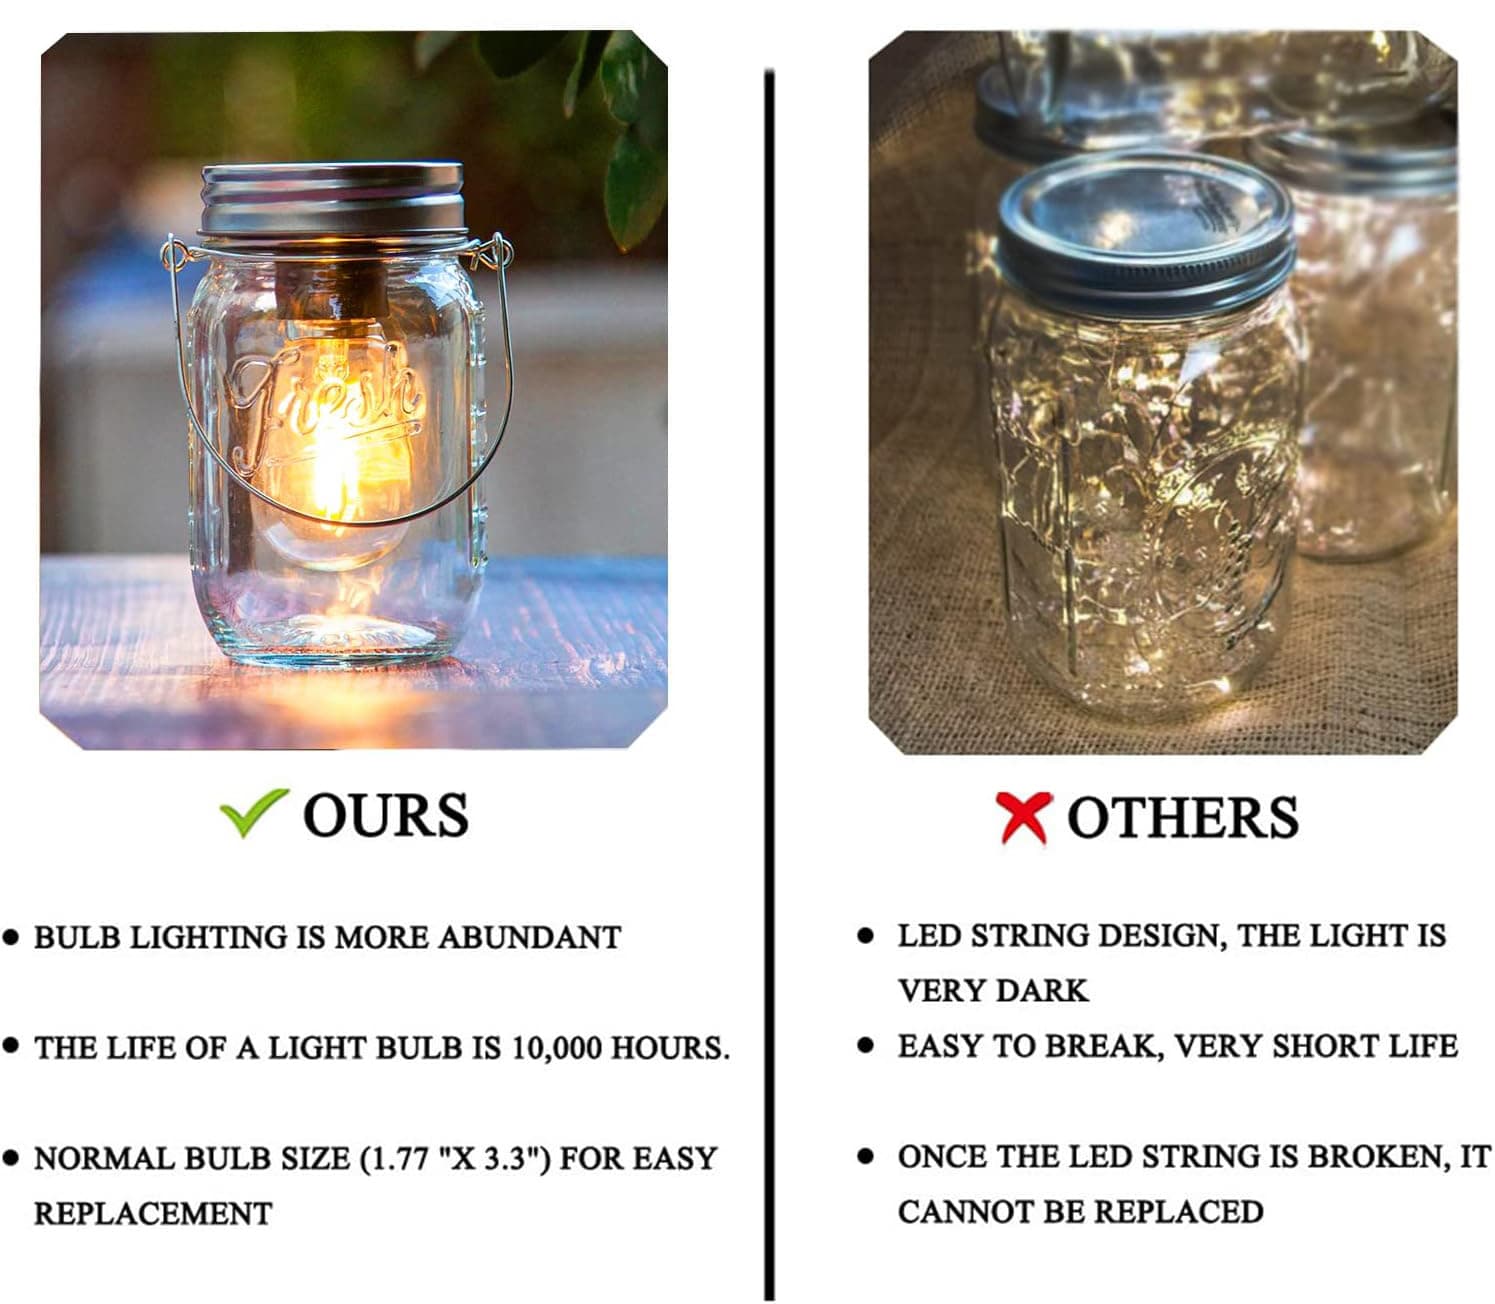 Fresh
OURS
BULB LIGHTING IS MORE ABUNDANT
THE LIFE OF A LIGHT BULB IS 10,000 HOURS.
NORMAL BULB SIZE (1.77 "X 3.3") FOR EASY
REPLACEMENT
OTHERS
LED STRING DESIGN, THE LIGHT IS
VERY DARK
EASY TO BREAK, VERY SHORT LIFE
ONCE THE LED STRING IS BROKEN, IT
CANNOT BE REPLACED